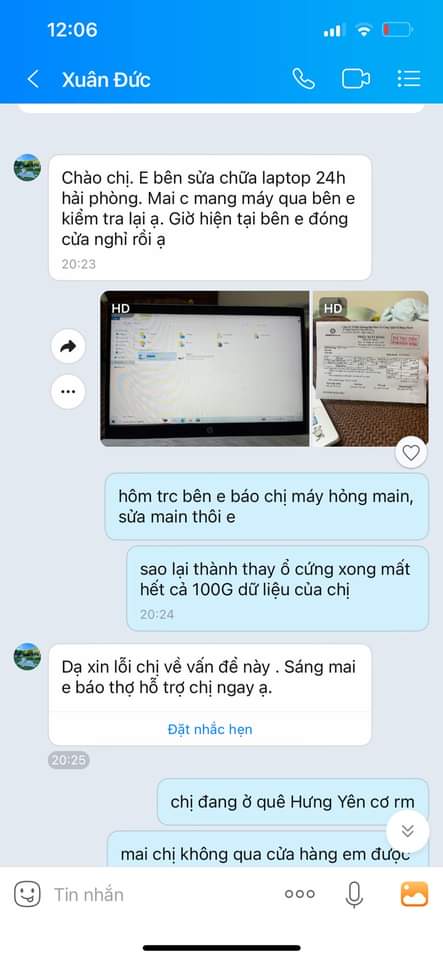 12:06
Xuân Đức
Chào chị. E bên sửa chữa laptop 24h
hải phòng. Mai c mang máy qua bên e
kiểm tra lại ạ. Giờ hiện tại bên e đóng
cửa nghỉ rồi ạ
20:23
HD
HD
hôm trc bên e báo chị máy hỏng main,
sửa main thôi e
sao lại thành thay ổ cứng xong mất
hết cả 100G dữ liệu của chị
20:24
Dạ xin lỗi chị về vấn đề này . Sáng mai
e báo thợ hỗ trợ chị ngay ạ.
Đặt nhắc hẹn
20:25
chị đang ở quê Hưng Yên cơ rm
mai chị không qua cửa hàng em được
Tin nhắn